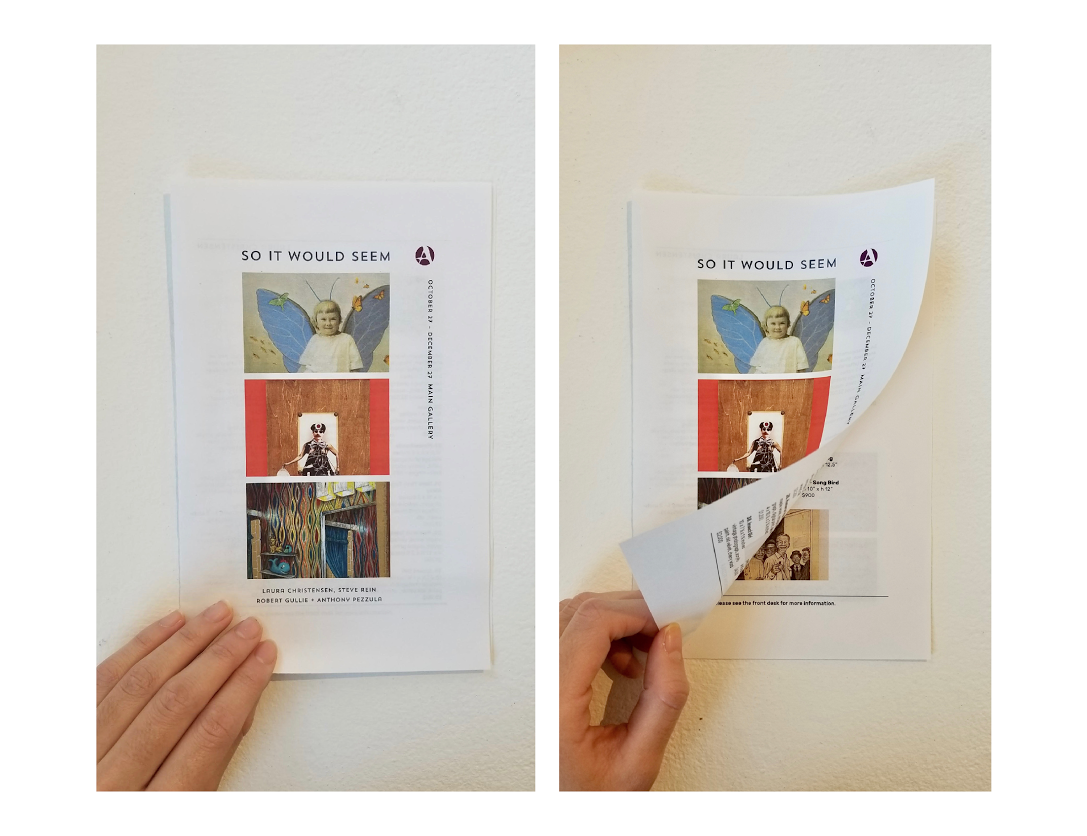 SO IT WOULD SEEM
A
OCTOBER 27 - DECEMBER 27 MAIN GALLERY
LAURA CHRISTENSEN, STEVE REIN
ROBERT GULLIE + ANTHONY PEZZULA
SO IT WOULD SEEM
A
OCTOBER 27 - DECEMBER 27 MAIN GALLERY
12.5"
Song Bird
10" x h 12"
$900
see the front desk for more information.